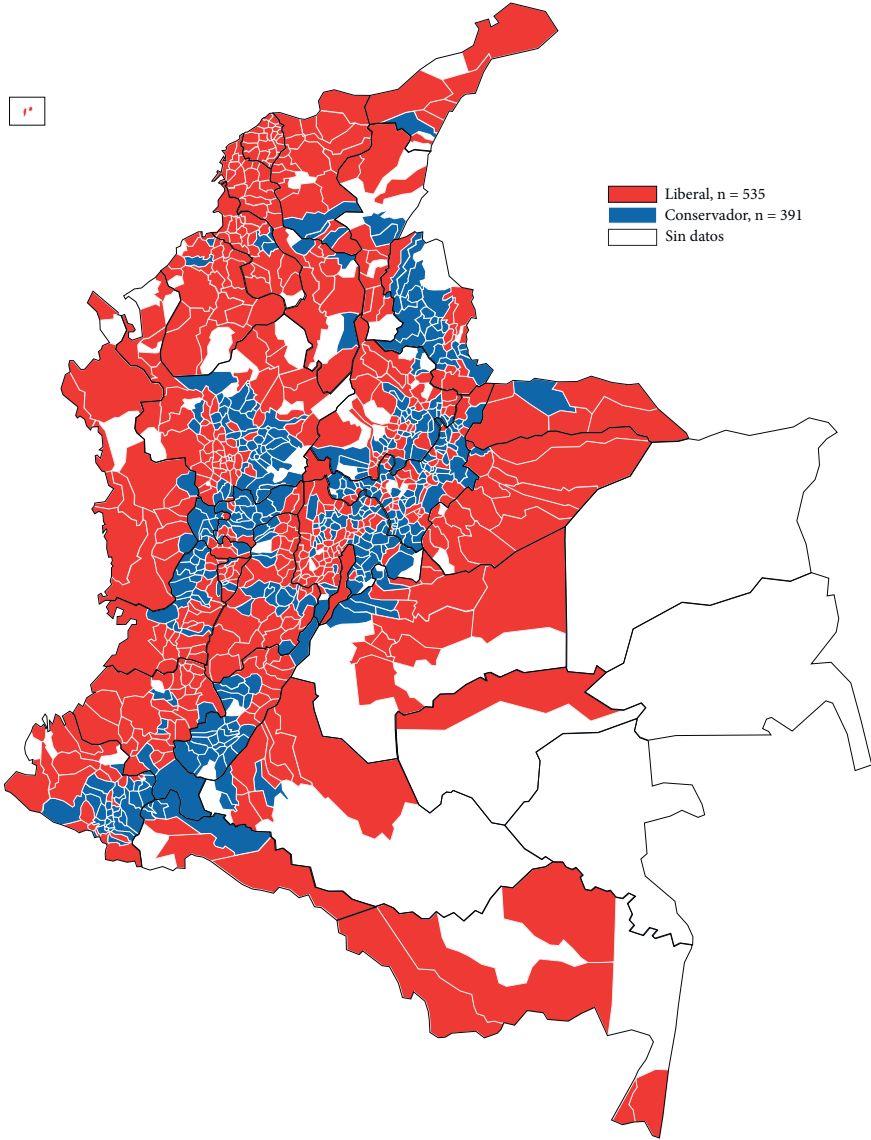 Liberal, n = 535
Conservador, n = 391
Sin datos